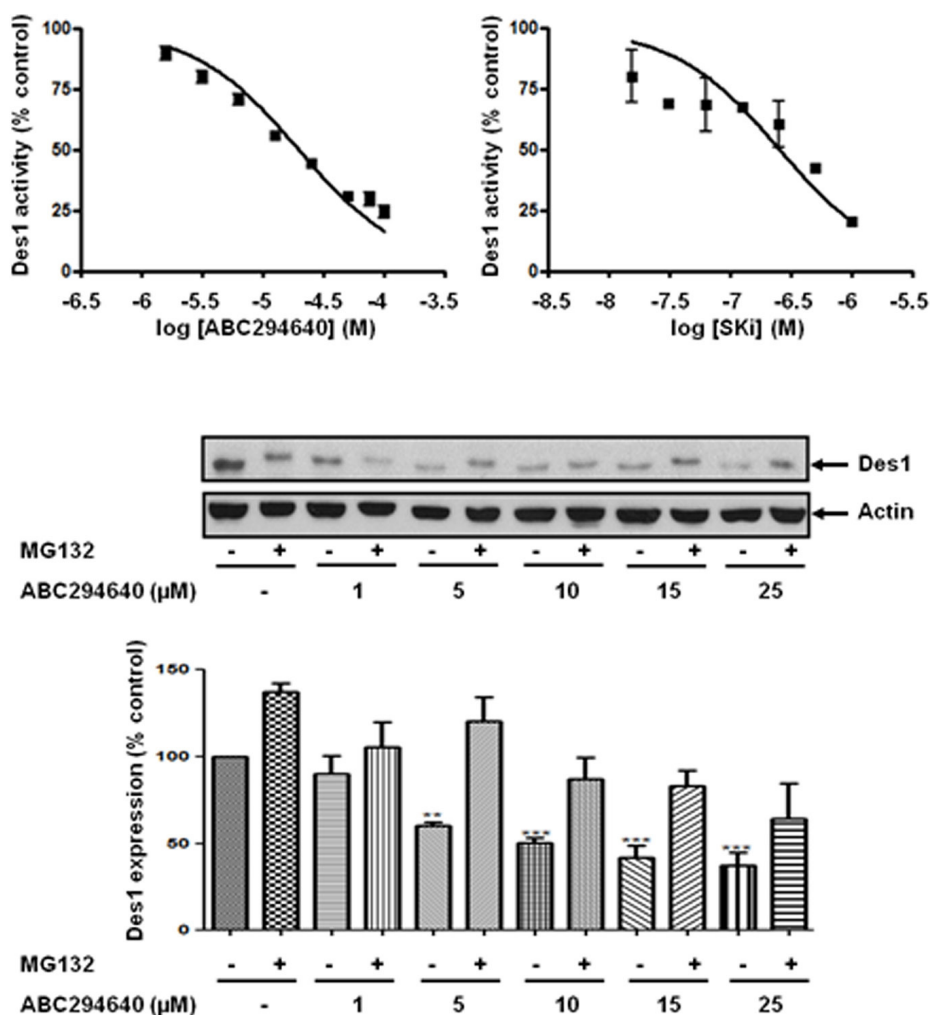 Des1 activity (% control)
100
75
50
25
0
-6.5 -6 -5.5 -5 -4.5 -4 -3.5
log [ABC294640] (M)
Des1 activity (% control)
100
75
50
25
0
-8.5 -8 -7.5 -7 -6.5 -6 -5.5
log [SKi] (M)
Des1
Actin
MG132 - + - + - + - + - + - +
ABC294640 (µM) - 1 5 10 15 25
Des1 expression (% control)
150
100
50
0
** *** *** ***
MG132 - + - + - + - + - + - +
ABC294640 (µM) - 1 5 10 15 25